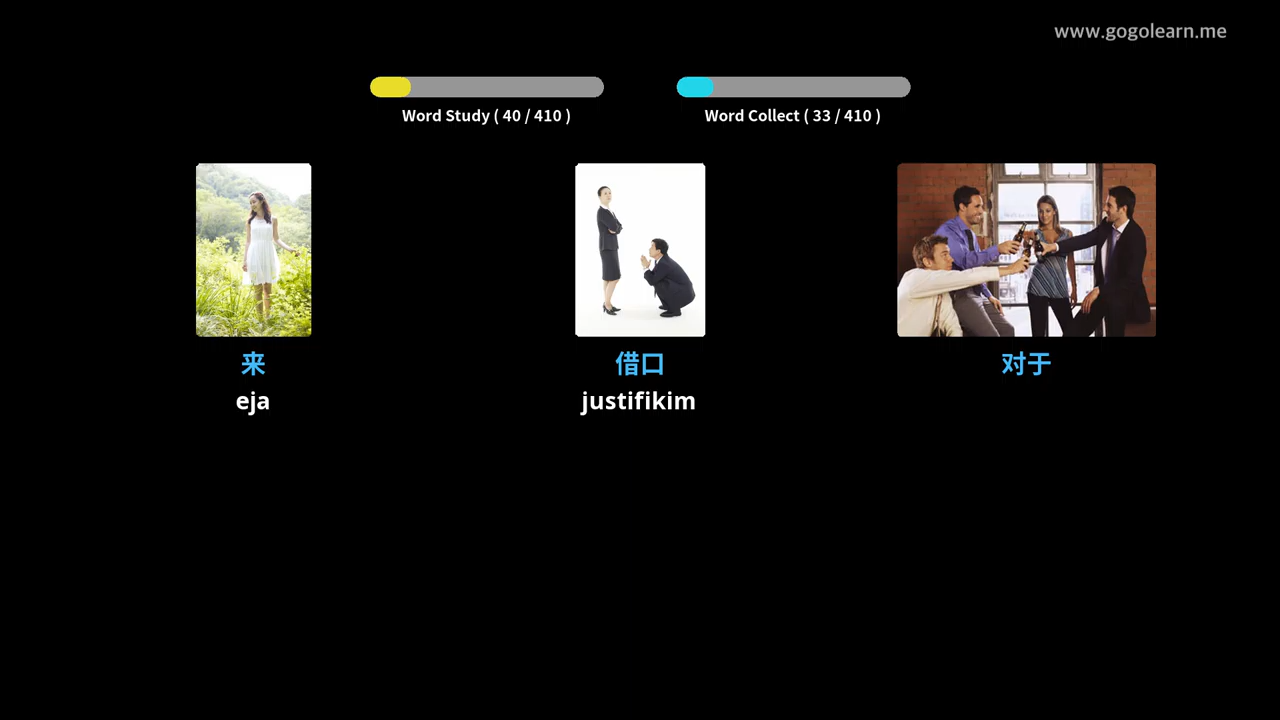 www.gogolearn.me
Word Study ( 40 / 410 )
Word Collect ( 33 / 410 )
来
借口
对于
eja
justifikim